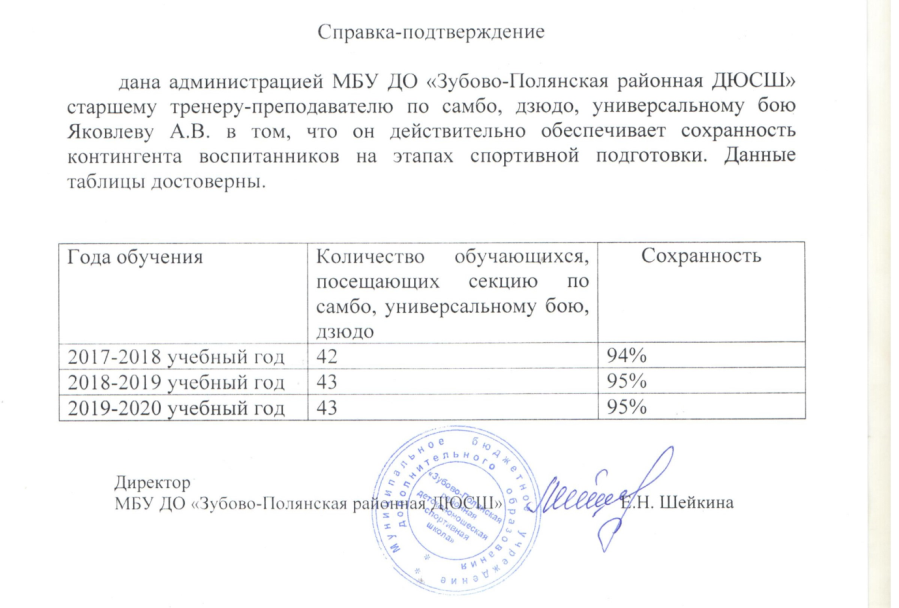 Справка-подтверждение
дана администрацией МБУ ДО «Зубово-Полянская районная ДЮСШ»
старшему тренеру-преподавателю по самбо, дзюдо, универсальному бою
Яковлеву А.В. в том, что он действительно обеспечивает сохранность
контингента воспитанников на этапах спортивной подготовки. Данные
таблицы достоверны.
Года обучения
Количество обучающихся,
посещающих секцию по
самбо, универсальному бою,
дзюдо
Сохранность
2017-2018 учебный год 42 94%
2018-2019 учебный год 43 95%
2019-2020 учебный год 43 95%
Директор
МБУ ДО «Зубово-Полянская районная ДЮСШ» Е.Н. Шейкина
Муниципальное бюджетное учреждение
дополнительного образования
«Зубово-Полянская
районная
детско-юношеская
спортивная
школа»